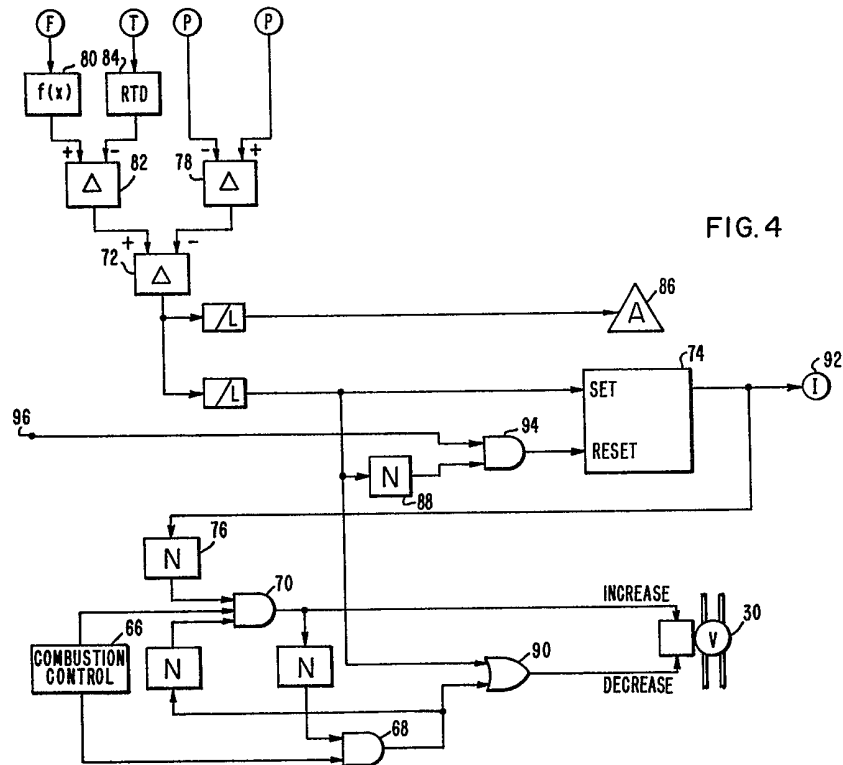 F T P P
80 84
f(x) RTD
+ - - +
Δ 82 78 Δ
+ -
72 Δ
FIG. 4
/L A 86
/L 74 92
SET I
96 94
RESET
N 88
76
N
70
INCREASE
66 V 30
COMBUSTION CONTROL N N 90
DECREASE
68